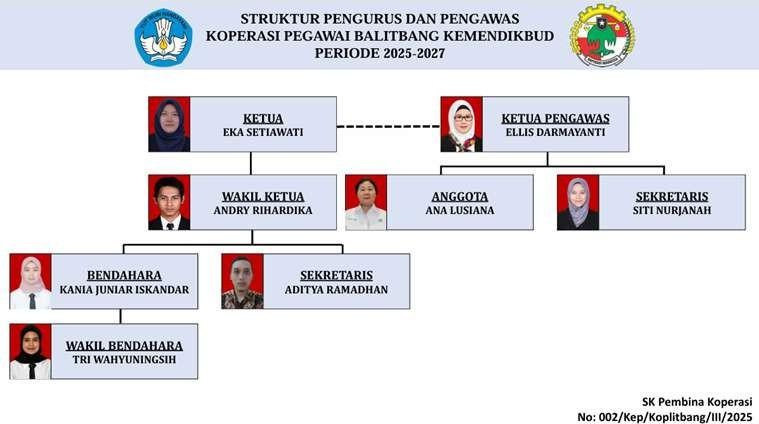 STRUKTUR PENGURUS DAN PENGAWAS
KOPERASI PEGAWAI BALITBANG KEMENDIKBUD
PERIODE 2025-2027
KETUA
EKA SETIAWATI
KETUA PENGAWAS
ELLIS DARMAYANTI
WAKIL KETUA
ANDRY RIHARDIKA
ANGGOTA
ANA LUSIANA
SEKRETARIS
SITI NURJANAH
BENDAHARA
KANIA JUNIAR ISKANDAR
SEKRETARIS
ADITYA RAMADHAN
WAKIL BENDAHARA
TRI WAHYUNINGSIH
SK Pembina Koperasi
No: 002/Kep/Koplitbang/III/2025